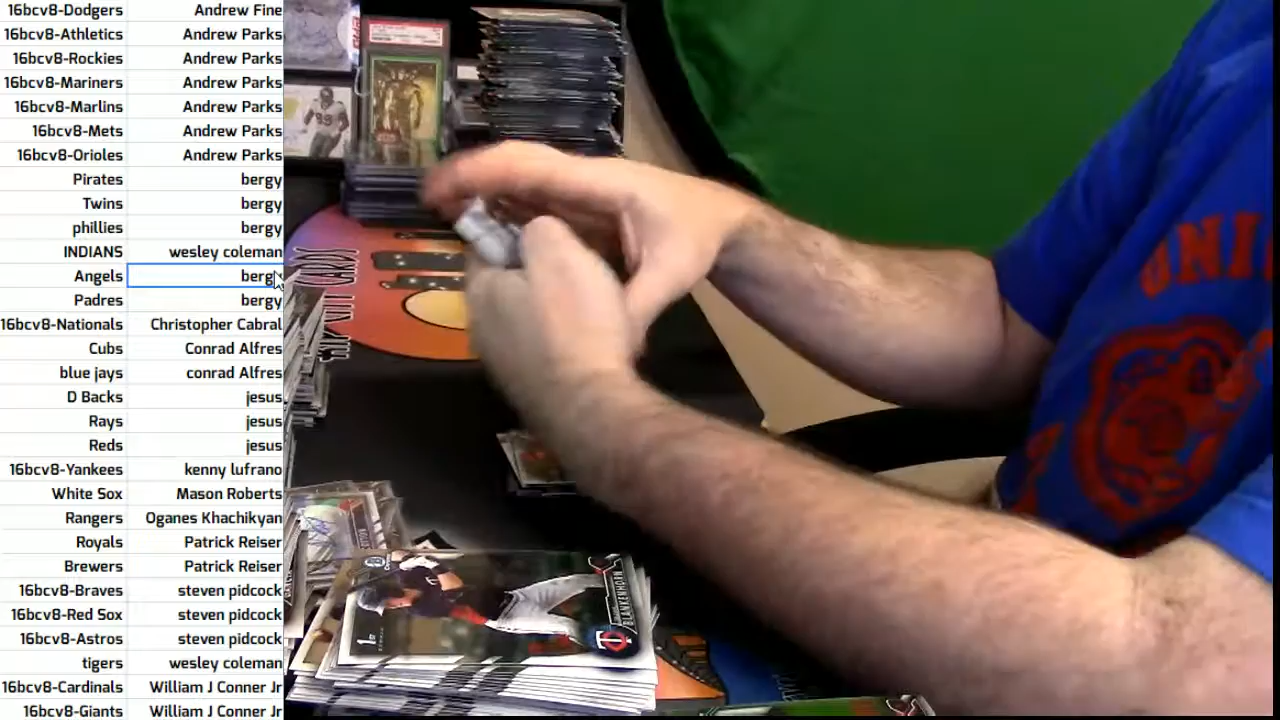 16bcv8-Dodgers Andrew Fine
16bcv8-Athletics Andrew Parks
16bcv8-Rockies Andrew Parks
16bcv8-Mariners Andrew Parks
16bcv8-Marlins Andrew Parks
16bcv8-Mets Andrew Parks
16bcv8-Orioles Andrew Parks
Pirates bergy
Twins bergy
phillies bergy
INDIANS wesley coleman
Angels bergy
Padres bergy
16bcv8-Nationals Christopher Cabral
Cubs Conrad Alfres
blue jays conrad Alfres
D Backs jesus
Rays jesus
Reds jesus
16bcv8-Yankees kenny lufrano
White Sox Mason Roberts
Rangers Oganes Khachikyan
Royals Patrick Reiser
Brewers Patrick Reiser
16bcv8-Braves steven pidcock
16bcv8-Red Sox steven pidcock
16bcv8-Astros steven pidcock
tigers wesley coleman
16bcv8-Cardinals William J Conner Jr
16bcv8-Giants William J Conner Jr
CARDS
UNI
BLANKENHORN
1ST